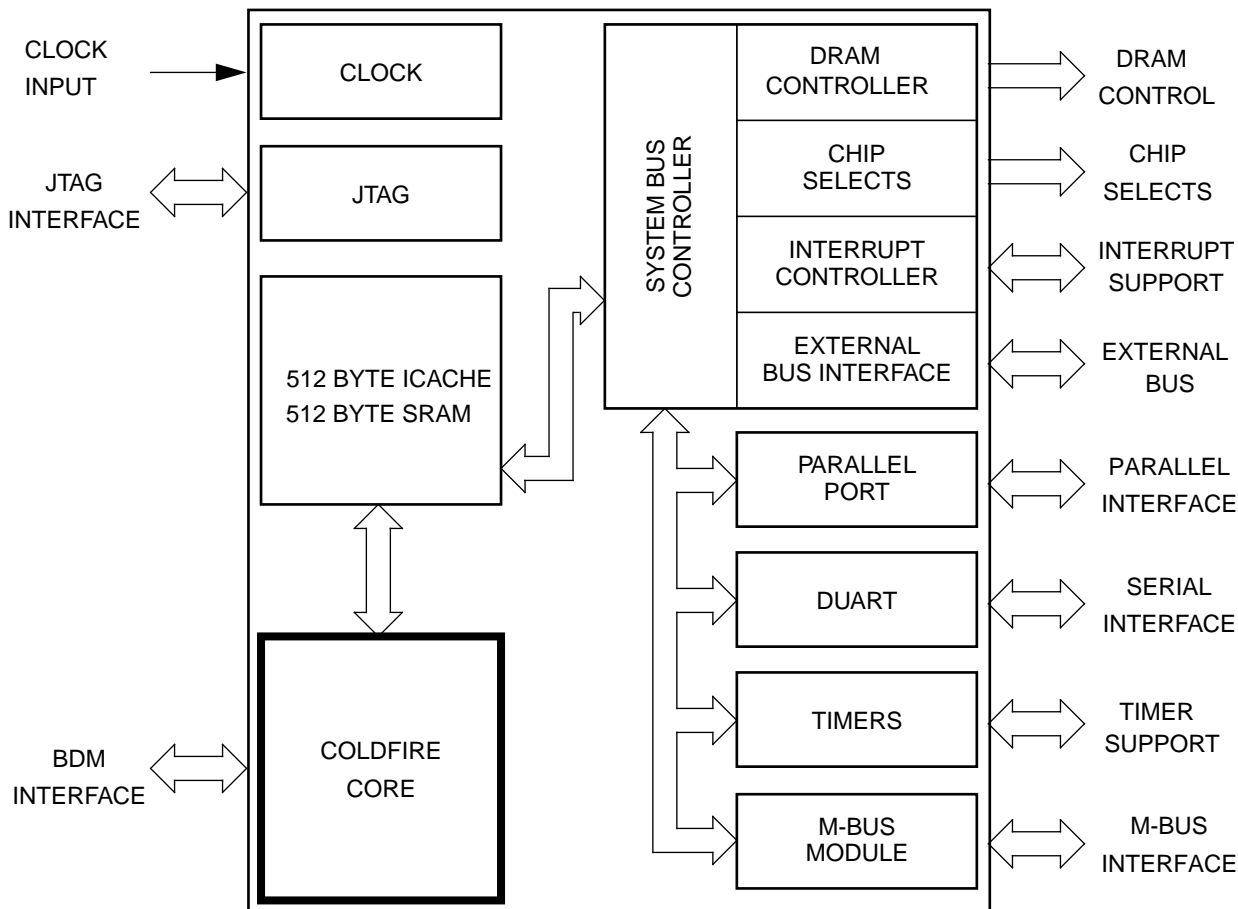 CLOCK
INPUT
CLOCK
JTAG
INTERFACE
JTAG
512 BYTE ICACHE
512 BYTE SRAM
BDM
INTERFACE
COLDFIRE
CORE
SYSTEM BUS
CONTROLLER
DRAM
CONTROLLER
DRAM
CONTROL
CHIP
SELECTS
CHIP
SELECTS
INTERRUPT
CONTROLLER
INTERRUPT
SUPPORT
EXTERNAL
BUS INTERFACE
EXTERNAL
BUS
PARALLEL
PORT
PARALLEL
INTERFACE
DUART
SERIAL
INTERFACE
TIMERS
TIMER
SUPPORT
M-BUS
MODULE
M-BUS
INTERFACE